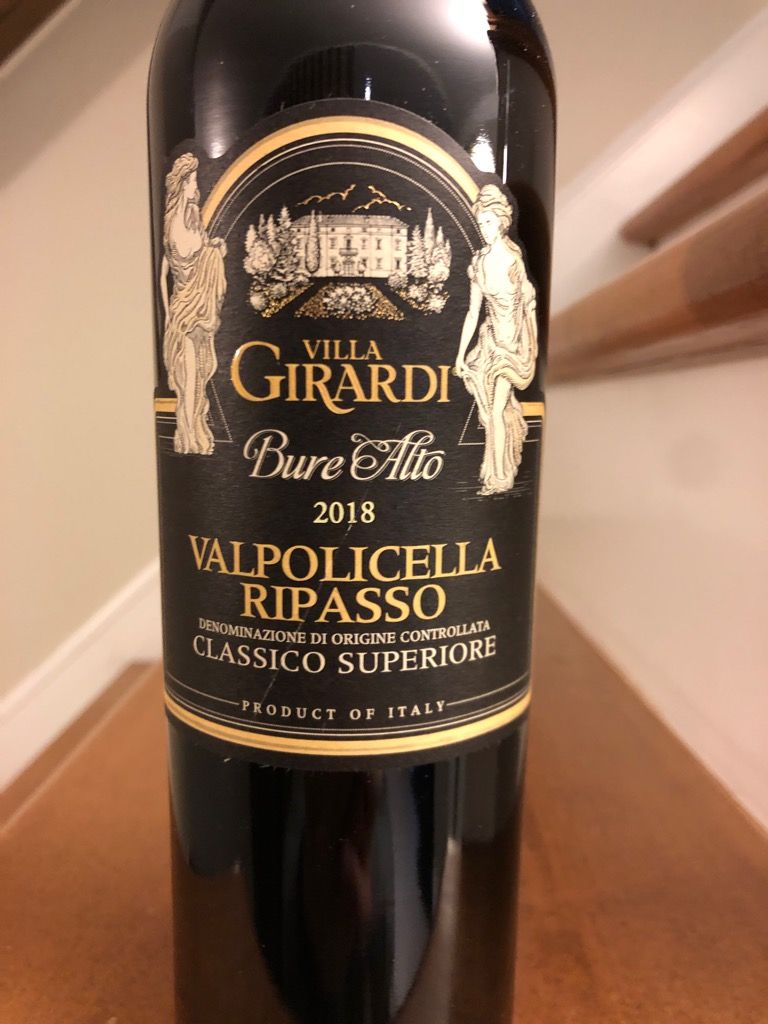 VILLA
GIRARDI
Bure Alto
2018
VALPOLICELLA
RIPASSO
DENOMINAZIONE DI ORIGINE CONTROLLATA
CLASSICO SUPERIORE
PRODUCT OF ITALY